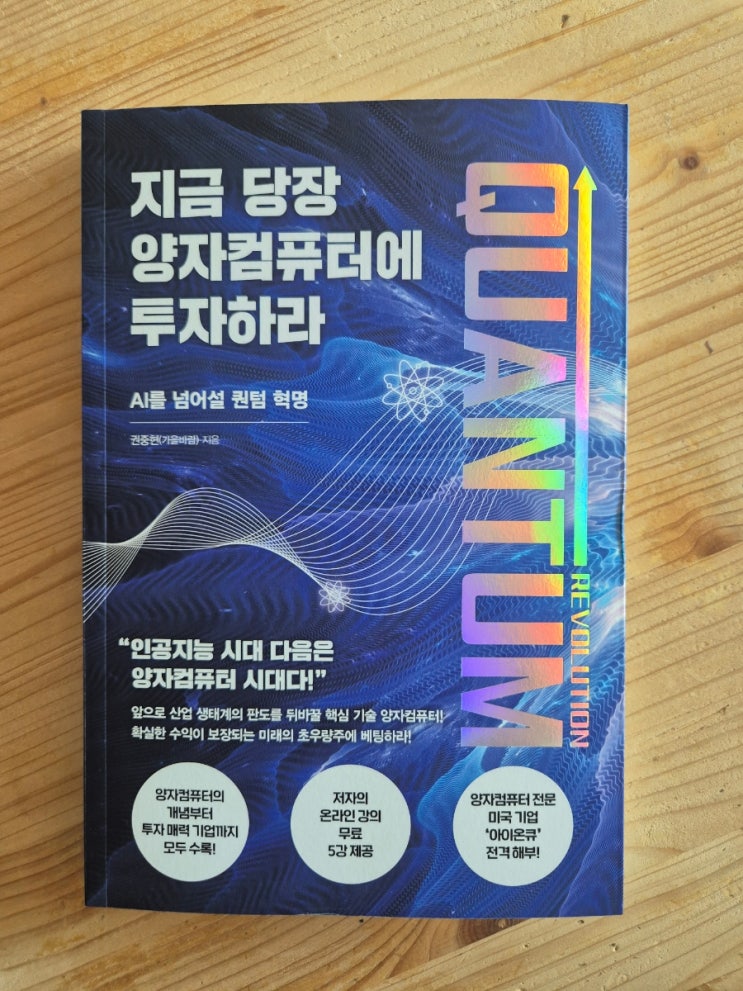 지금 당장
양자컴퓨터에
투자하라
AI를 넘어설 퀀텀 혁명
권중현(가을바람) 지음
QUANTUM
REVOLUTION
“인공지능 시대 다음은
양자컴퓨터 시대다!”
앞으로 산업 생태계의 판도를 뒤바꿀 핵심 기술 양자컴퓨터!
확실한 수익이 보장되는 미래의 초우량주에 베팅하라!
양자컴퓨터의
개념부터
투자 매력 기업까지
모두 수록!
저자의
온라인 강의
무료
5강 제공
양자컴퓨터 전문
미국 기업
‘아이온큐’
전격 해부!